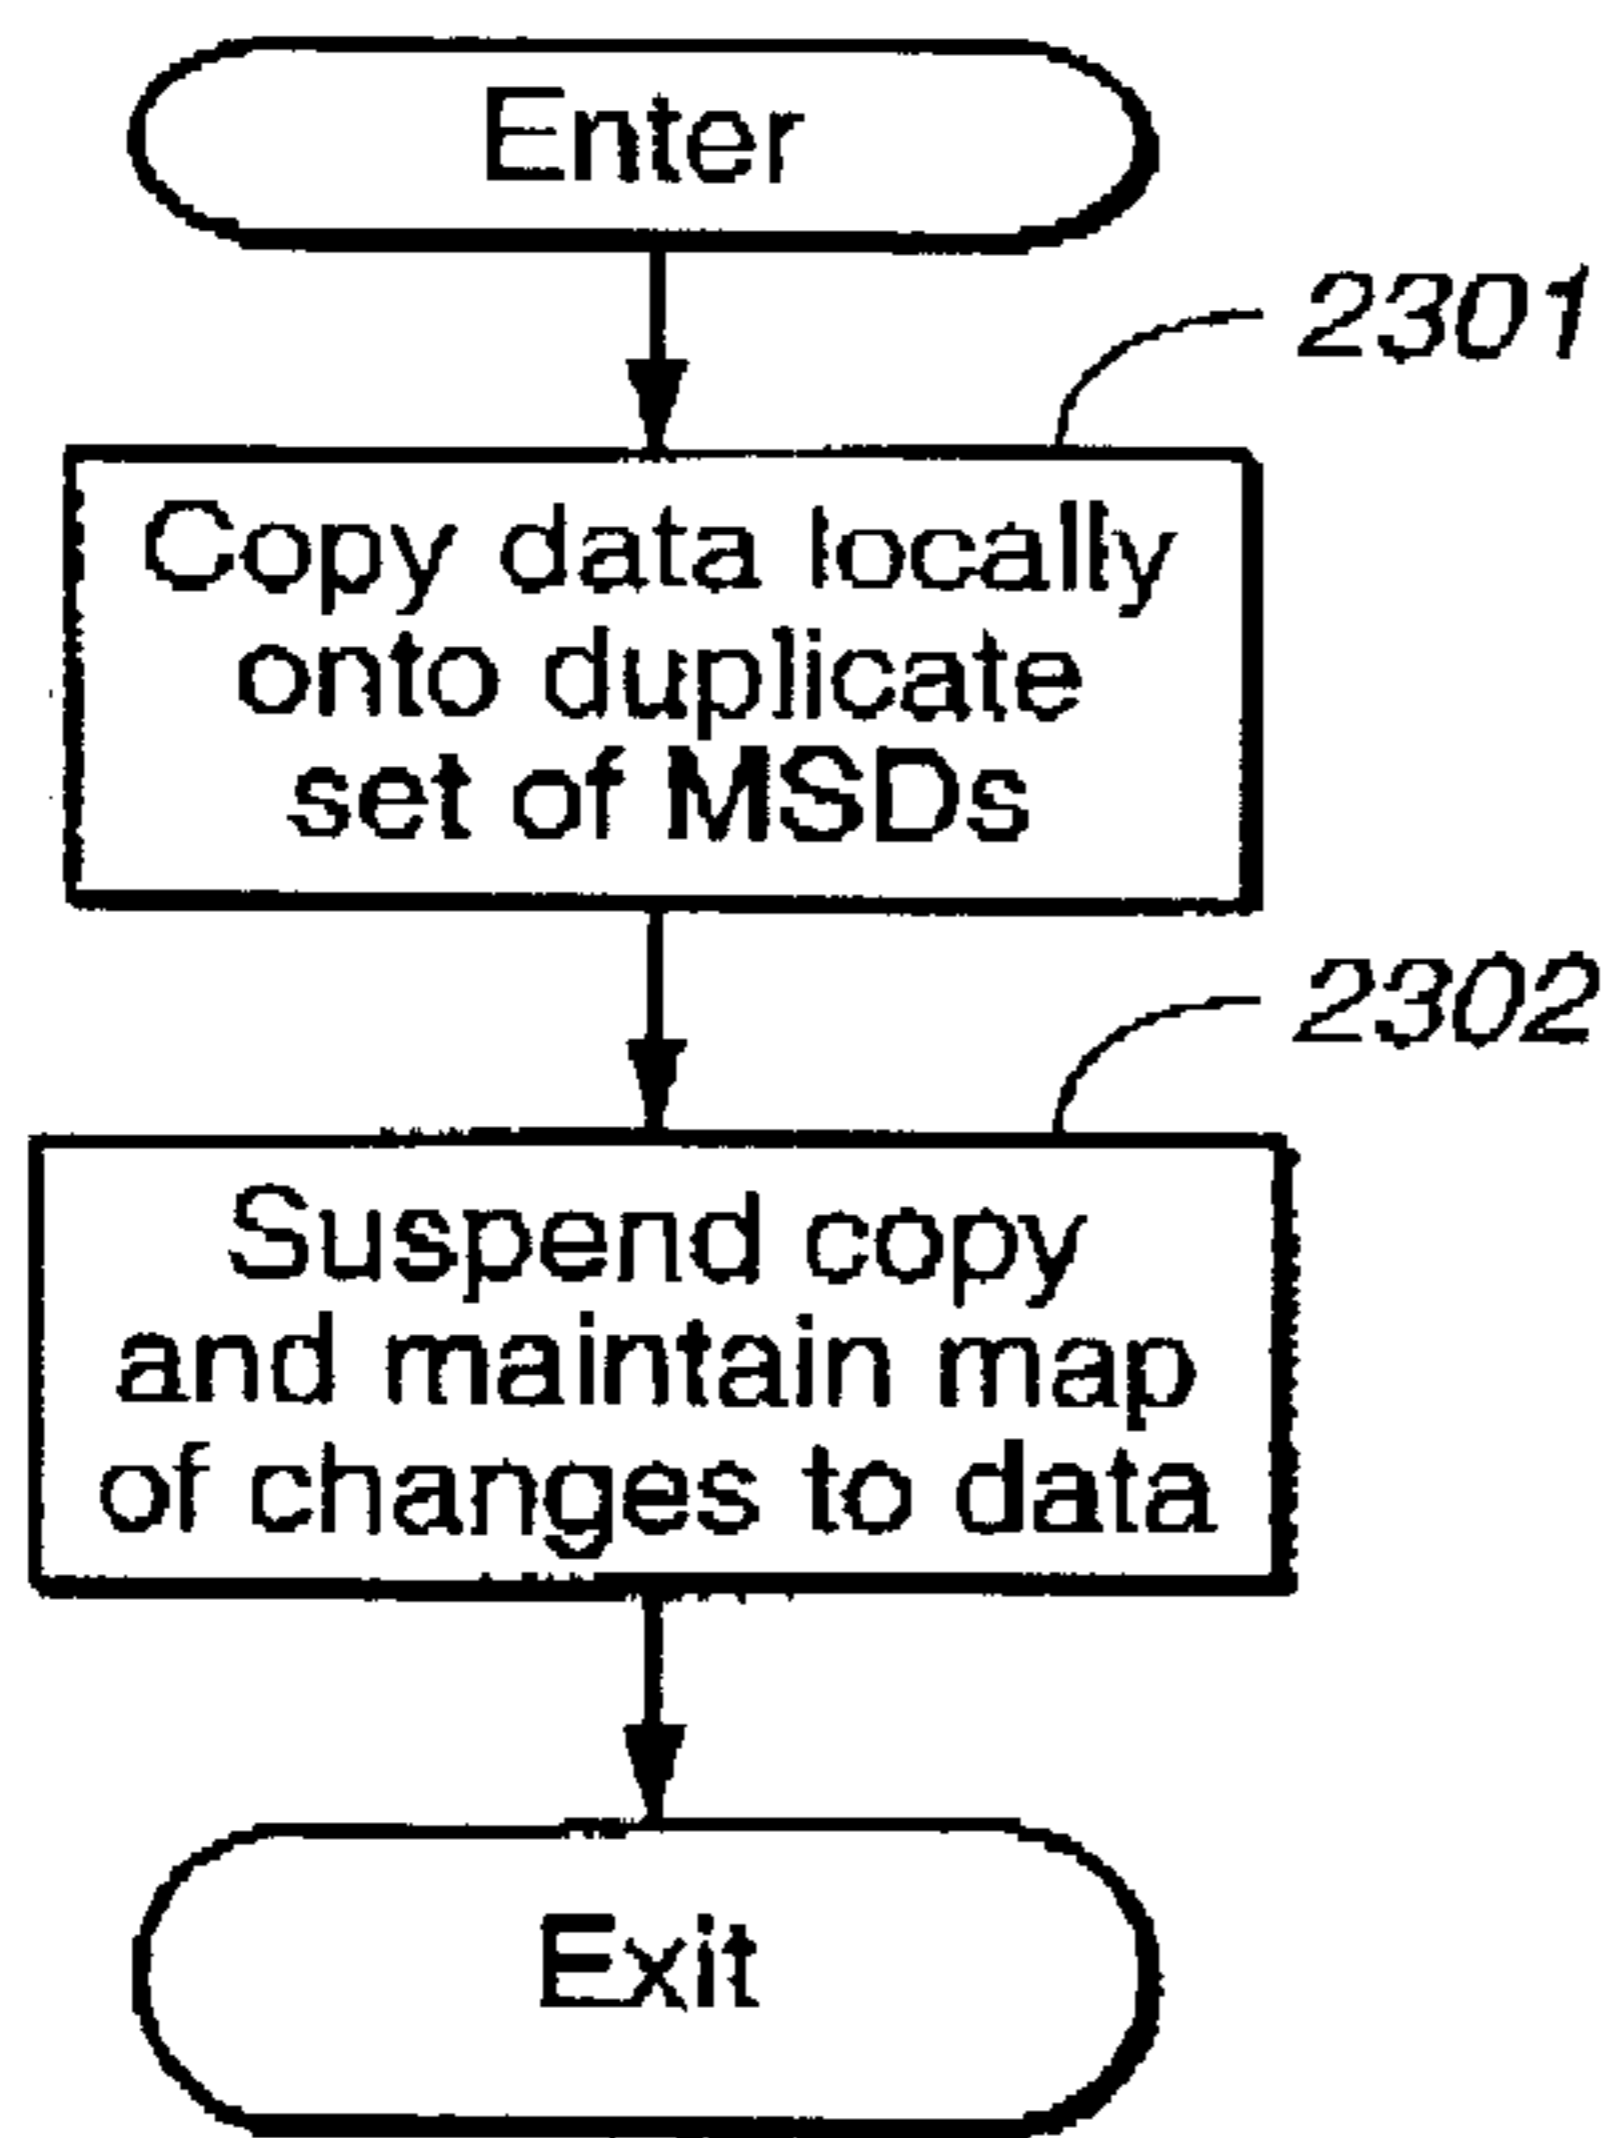 Enter
2301
Copy data locally
onto duplicate
set of MSDs
2302
Suspend copy
and maintain map
of changes to data
Exit